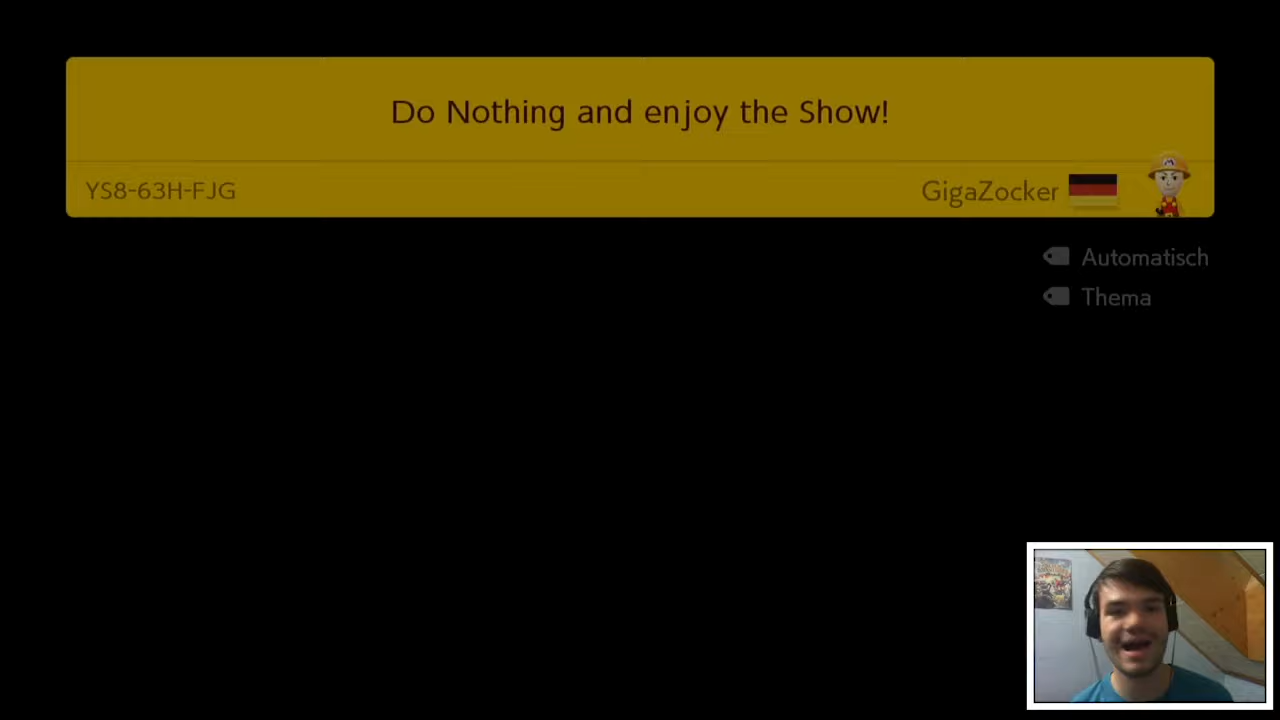 Do Nothing and enjoy the Show!
YS8-63H-FJG
GigaZocker
Automatisch
Thema